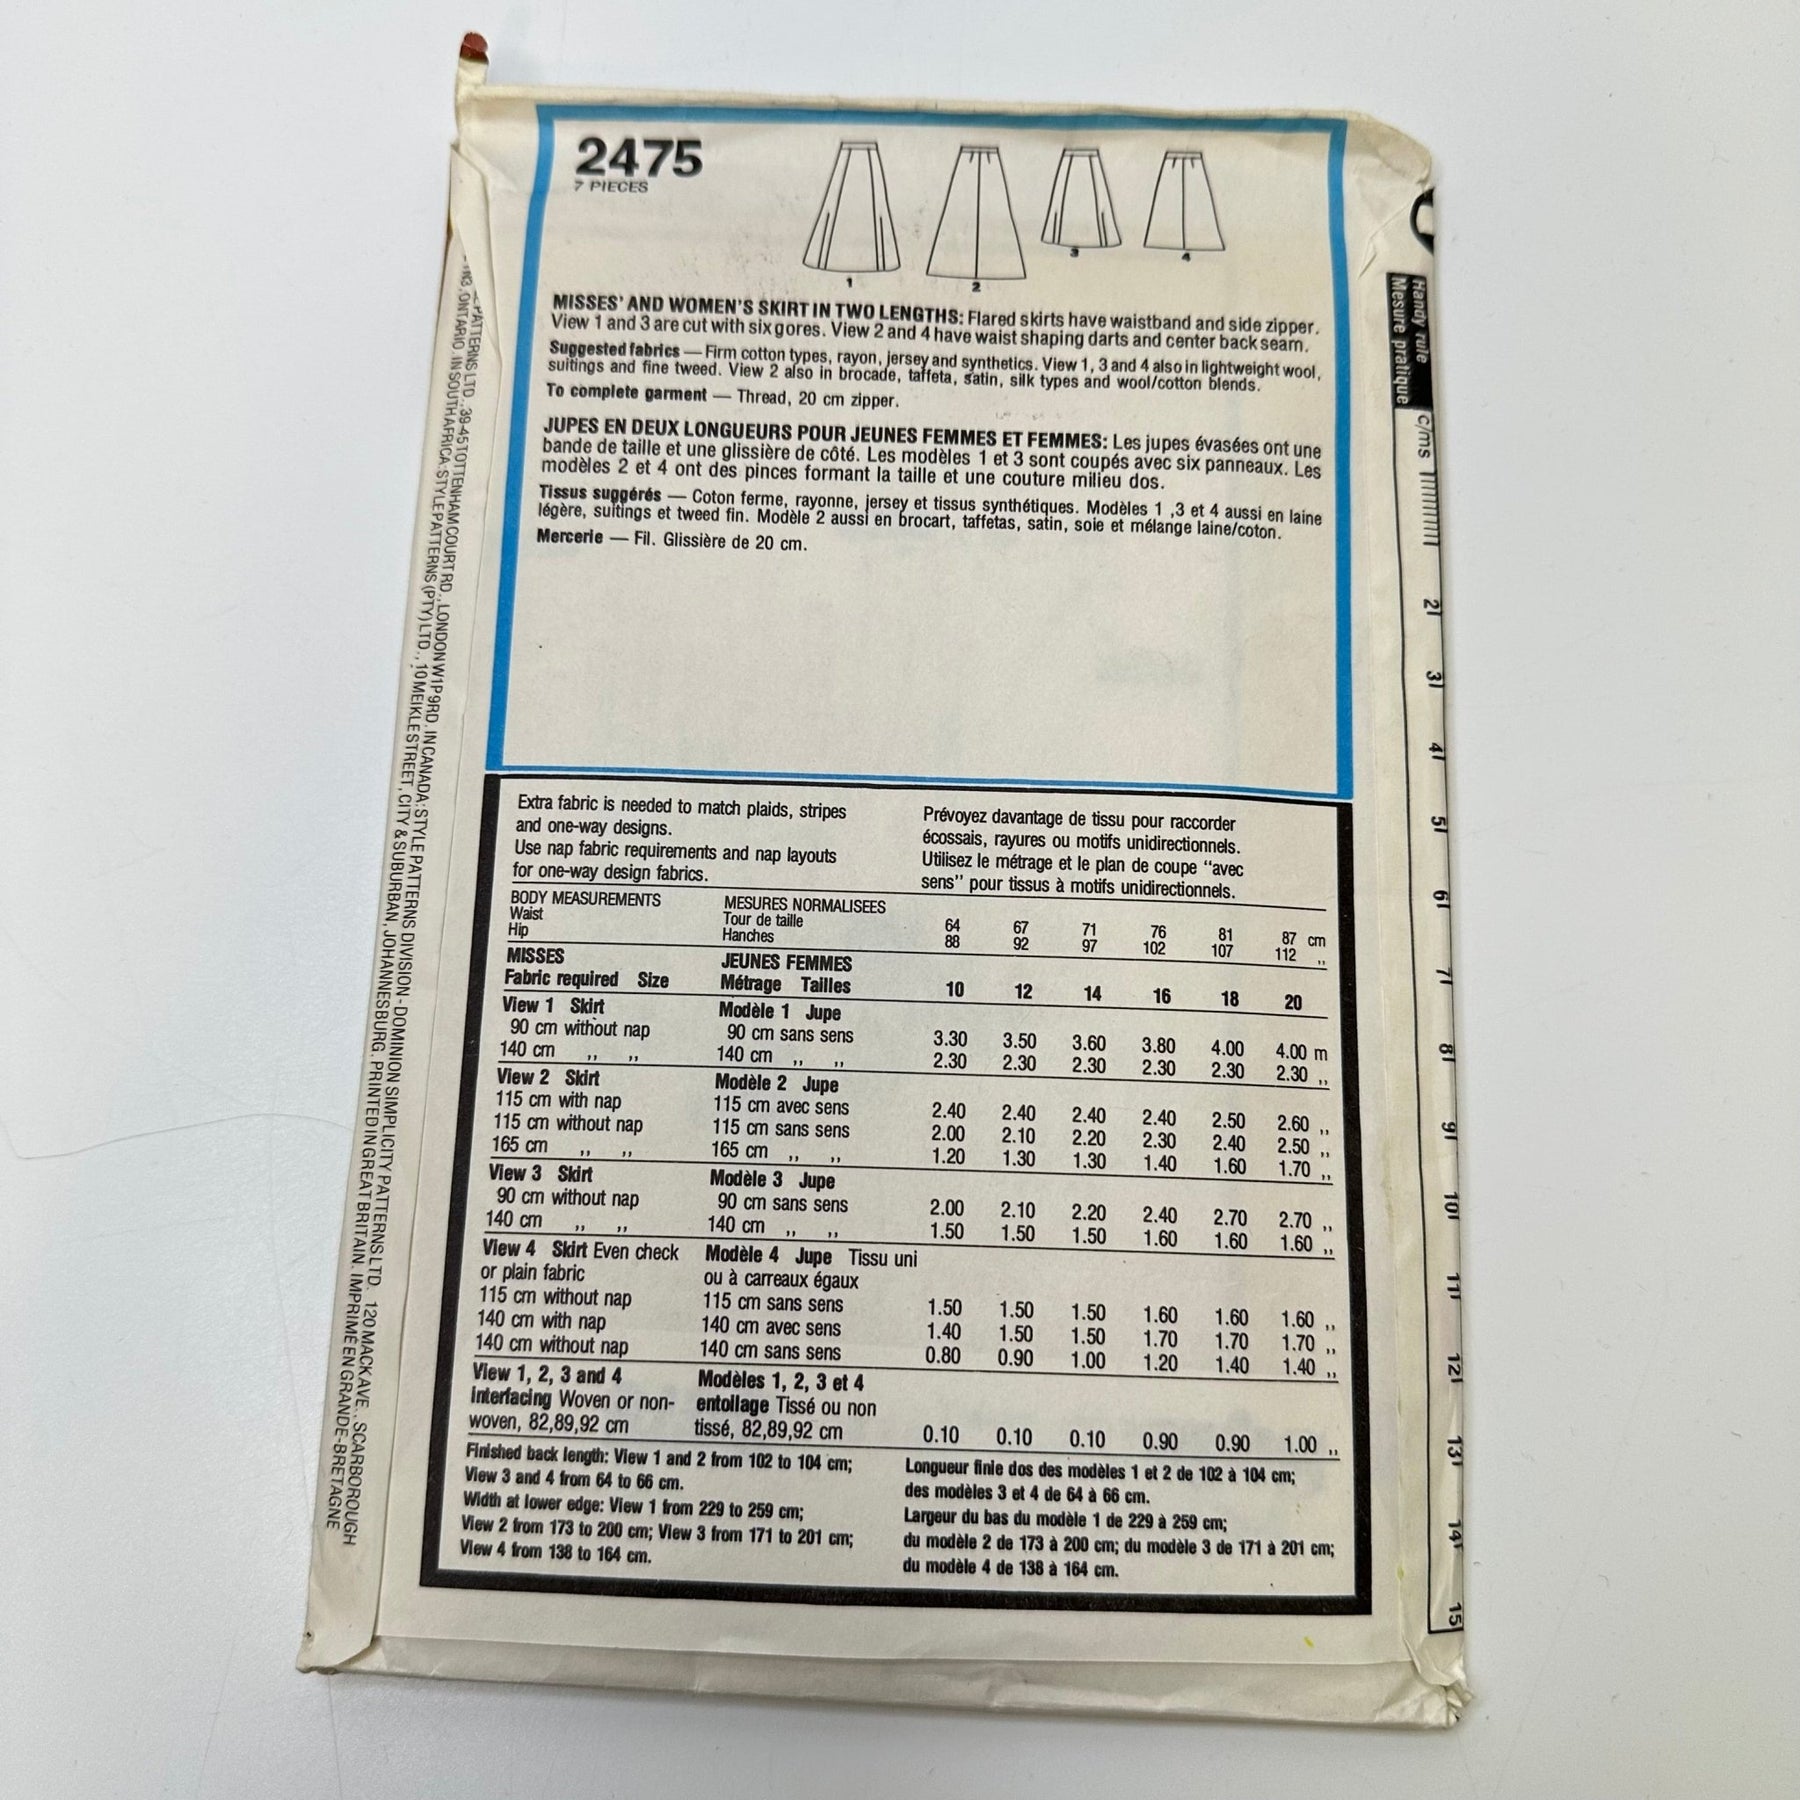 2475
7 PIECES
1
2
3
4
MISSES' AND WOMEN'S SKIRT IN TWO LENGTHS: Flared skirts have waistband and side zipper.
View 1 and 3 are cut with six gores. View 2 and 4 have waist shaping darts and center back seam.
Suggested fabrics — Firm cotton types, rayon, jersey and synthetics. View 1, 3 and 4 also in lightweight wool,
suitings and fine tweed. View 2 also in brocade, taffeta, satin, silk types and wool/cotton blends.
To complete garment — Thread, 20 cm zipper.
JUPES EN DEUX LONGUEURS POUR JEUNES FEMMES ET FEMMES: Les jupes évasées ont une
bande de taille et une glissière de côté. Les modèles 1 et 3 sont coupés avec six panneaux. Les
modèles 2 et 4 ont des pinces formant la taille et une couture milieu dos.
Tissus suggérés — Coton ferme, rayonne, jersey et tissus synthétiques. Modèles 1 ,3 et 4 aussi en laine
légère, suitings et tweed fin. Modèle 2 aussi en brocart, taffetas, satin, soie et mélange laine/coton.
Mercerie — Fil. Glissière de 20 cm.
Extra fabric is needed to match plaids, stripes
and one-way designs.
Use nap fabric requirements and nap layouts
for one-way design fabrics.
Prévoyez davantage de tissu pour raccorder
écossais, rayures ou motifs unidirectionnels.
Utilisez le métrage et le plan de coupe "avec
sens" pour tissus à motifs unidirectionnels.
BODY MEASUREMENTS MESURES NORMALISEES
Waist Tour de taille 64 67 71 76 81 87 cm
Hip Hanches 88 92 97 102 107 112 ,,
MISSES JEUNES FEMMES
Fabric required Size Métrage Tailles 10 12 14 16 18 20
View 1 Skirt Modèle 1 Jupe
90 cm without nap 90 cm sans sens 3.30 3.50 3.60 3.80 4.00 4.00 m
140 cm ,, ,, 140 cm ,, ,, 2.30 2.30 2.30 2.30 2.30 2.30 ,,
View 2 Skirt Modèle 2 Jupe
115 cm with nap 115 cm avec sens 2.40 2.40 2.40 2.40 2.50 2.60 ,,
115 cm without nap 115 cm sans sens 2.00 2.10 2.20 2.30 2.40 2.50 ,,
165 cm ,, ,, 165 cm ,, ,, 1.20 1.30 1.30 1.40 1.60 1.70 ,,
View 3 Skirt Modèle 3 Jupe
90 cm without nap 90 cm sans sens 2.00 2.10 2.20 2.40 2.70 2.70 ,,
140 cm ,, ,, 140 cm ,, ,, 1.50 1.50 1.50 1.60 1.60 1.60 ,,
View 4 Skirt Even check Modèle 4 Jupe Tissu uni
or plain fabric ou à carreaux égaux
115 cm without nap 115 cm sans sens 1.50 1.50 1.50 1.60 1.60 1.60 ,,
140 cm with nap 140 cm avec sens 1.40 1.50 1.50 1.70 1.70 1.70 ,,
140 cm without nap 140 cm sans sens 0.80 0.90 1.00 1.20 1.40 1.40 ,,
View 1, 2, 3 and 4 Modèles 1, 2, 3 et 4
interfacing Woven or non- entollage Tissé ou non
woven, 82,89,92 cm tissé, 82,89,92 cm 0.10 0.10 0.10 0.90 0.90 1.00 ,,
Finished back length: View 1 and 2 from 102 to 104 cm;
View 3 and 4 from 64 to 66 cm.
Width at lower edge: View 1 from 229 to 259 cm;
View 2 from 173 to 200 cm; View 3 from 171 to 201 cm;
View 4 from 138 to 164 cm.
Longueur finie dos des modèles 1 et 2 de 102 à 104 cm;
des modèles 3 et 4 de 64 à 66 cm.
Largeur du bas du modèle 1 de 229 à 259 cm;
du modèle 2 de 173 à 200 cm; du modèle 3 de 171 à 201 cm;
du modèle 4 de 138 à 164 cm.
PATTERNS LTD., 39-45 TOTTENHAM COURT RD., LONDON W1P 9RD. IN CANADA: STYLE PATTERNS DIVISION - DOMINION SIMPLICITY PATTERNS LTD. 120 MACK AVE., SCARBOROUGH
ONTARIO. IN SOUTH AFRICA: STYLE PATTERNS (PTY) LTD., 10 MEIKLE STREET, CITY & SUBURBAN, JOHANNESBURG. PRINTED IN GREAT BRITAIN. IMPRIMÉ EN GRANDE-BRETAGNE
Handy rule
Mesure pratique
c/ms 2 3 4 5 6 7 8 9 10 11 12 13 14 15